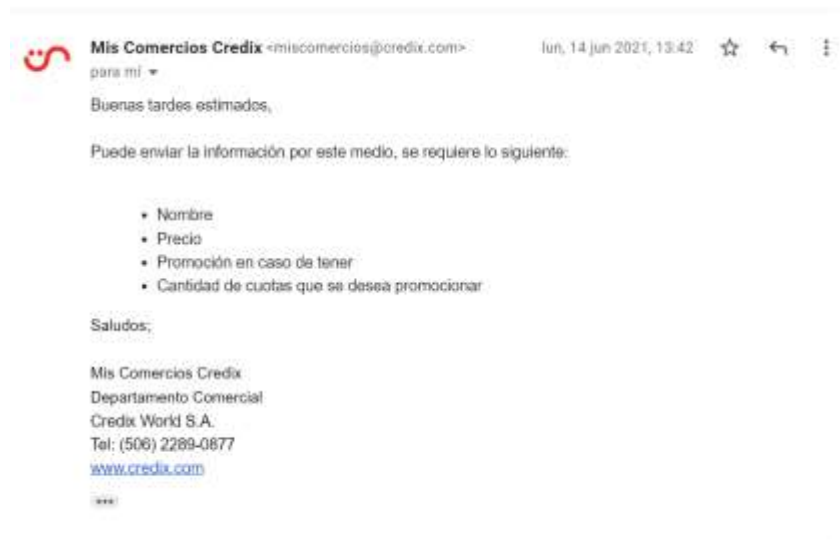 Mis Comercios Credix <miscomercios@credix.com> lun, 14 jun 2021, 13:42
para mí
Buenas tardes estimados,
Puede enviar la información por este medio, se requiere lo siguiente:
• Nombre
• Precio
• Promoción en caso de tener
• Cantidad de cuotas que se desea promocionar
Saludos;
Mis Comercios Credix
Departamento Comercial
Credix World S.A.
Tel: (506) 2289-0877
www.credix.com